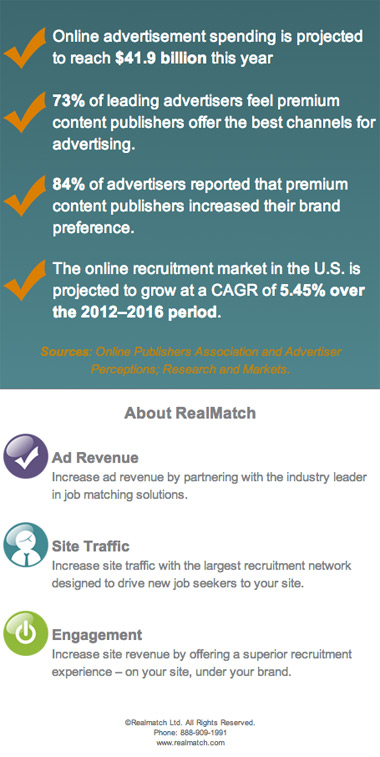 Online advertisement spending is projected
to reach $41.9 billion this year
73% of leading advertisers feel premium
content publishers offer the best channels for
advertising.
84% of advertisers reported that premium
content publishers increased their brand
preference.
The online recruitment market in the U.S. is
projected to grow at a CAGR of 5.45% over
the 2012–2016 period.
Sources: Online Publishers Association and Advertiser
Perceptions; Research and Markets.
About RealMatch
Ad Revenue
Increase ad revenue by partnering with the industry leader
in job matching solutions.
Site Traffic
Increase site traffic with the largest recruitment network
designed to drive new job seekers to your site.
Engagement
Increase site revenue by offering a superior recruitment
experience – on your site, under your brand.
©Realmatch Ltd. All Rights Reserved.
Phone: 888-909-1991
www.realmatch.com